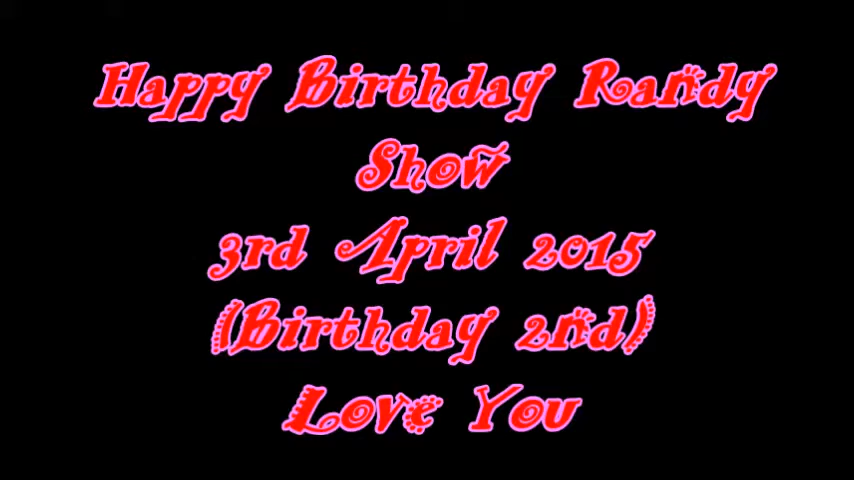 Happy Birthday Randy
Show
3rd April 2015
(Birthday 2nd)
Love You